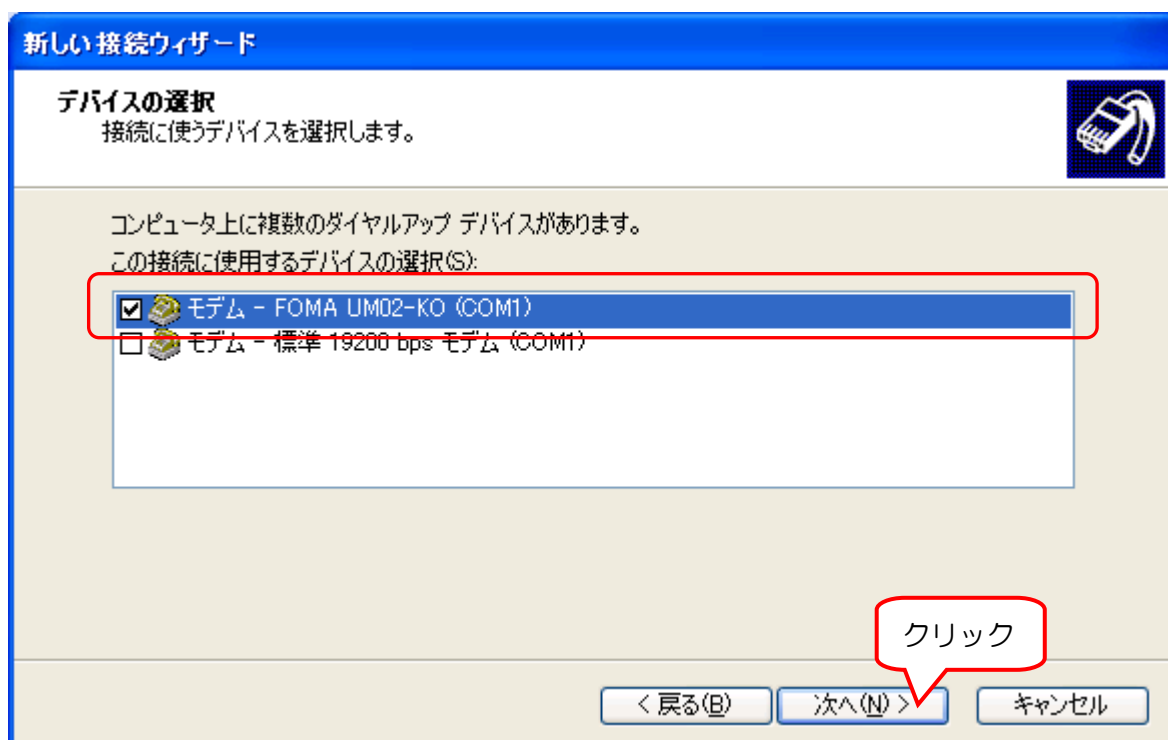 新しい接続ウィザード
デバイスの選択
接続に使うデバイスを選択します。
コンピュータ上に複数のダイヤルアップ デバイスがあります。
この接続に使用するデバイスの選択(S):
モデム - FOMA UM02-KO (COM1)
モデム - 標準 19200 bps モデム (COM1)
クリック
< 戻る(B)
次へ(N) >
キャンセル